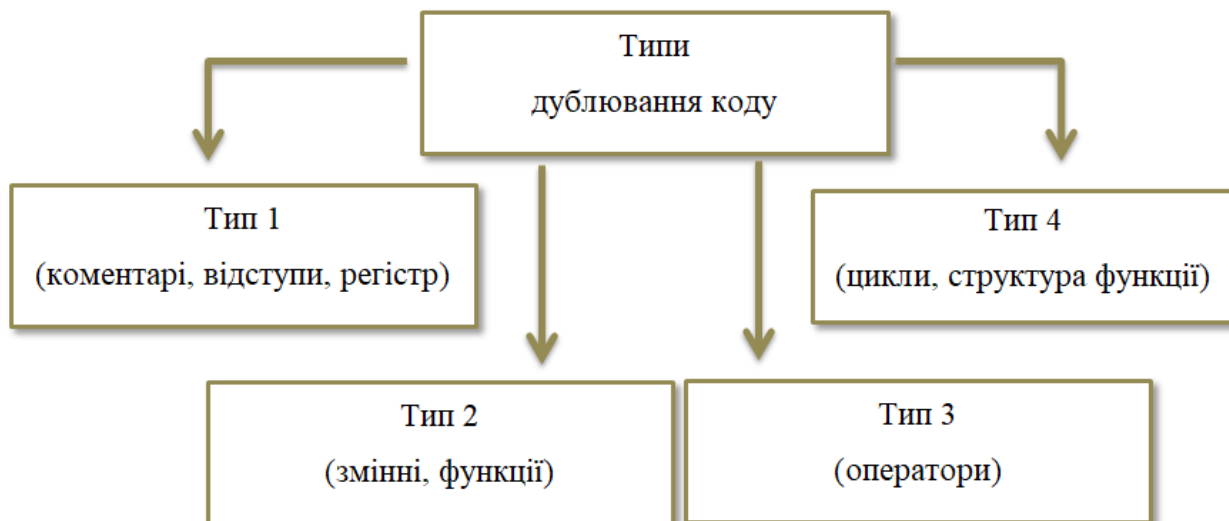 Типи
дублювання коду
Тип 1
(коментарі, відступи, регістр)
Тип 4
(цикли, структура функції)
Тип 2
(змінні, функції)
Тип 3
(оператори)